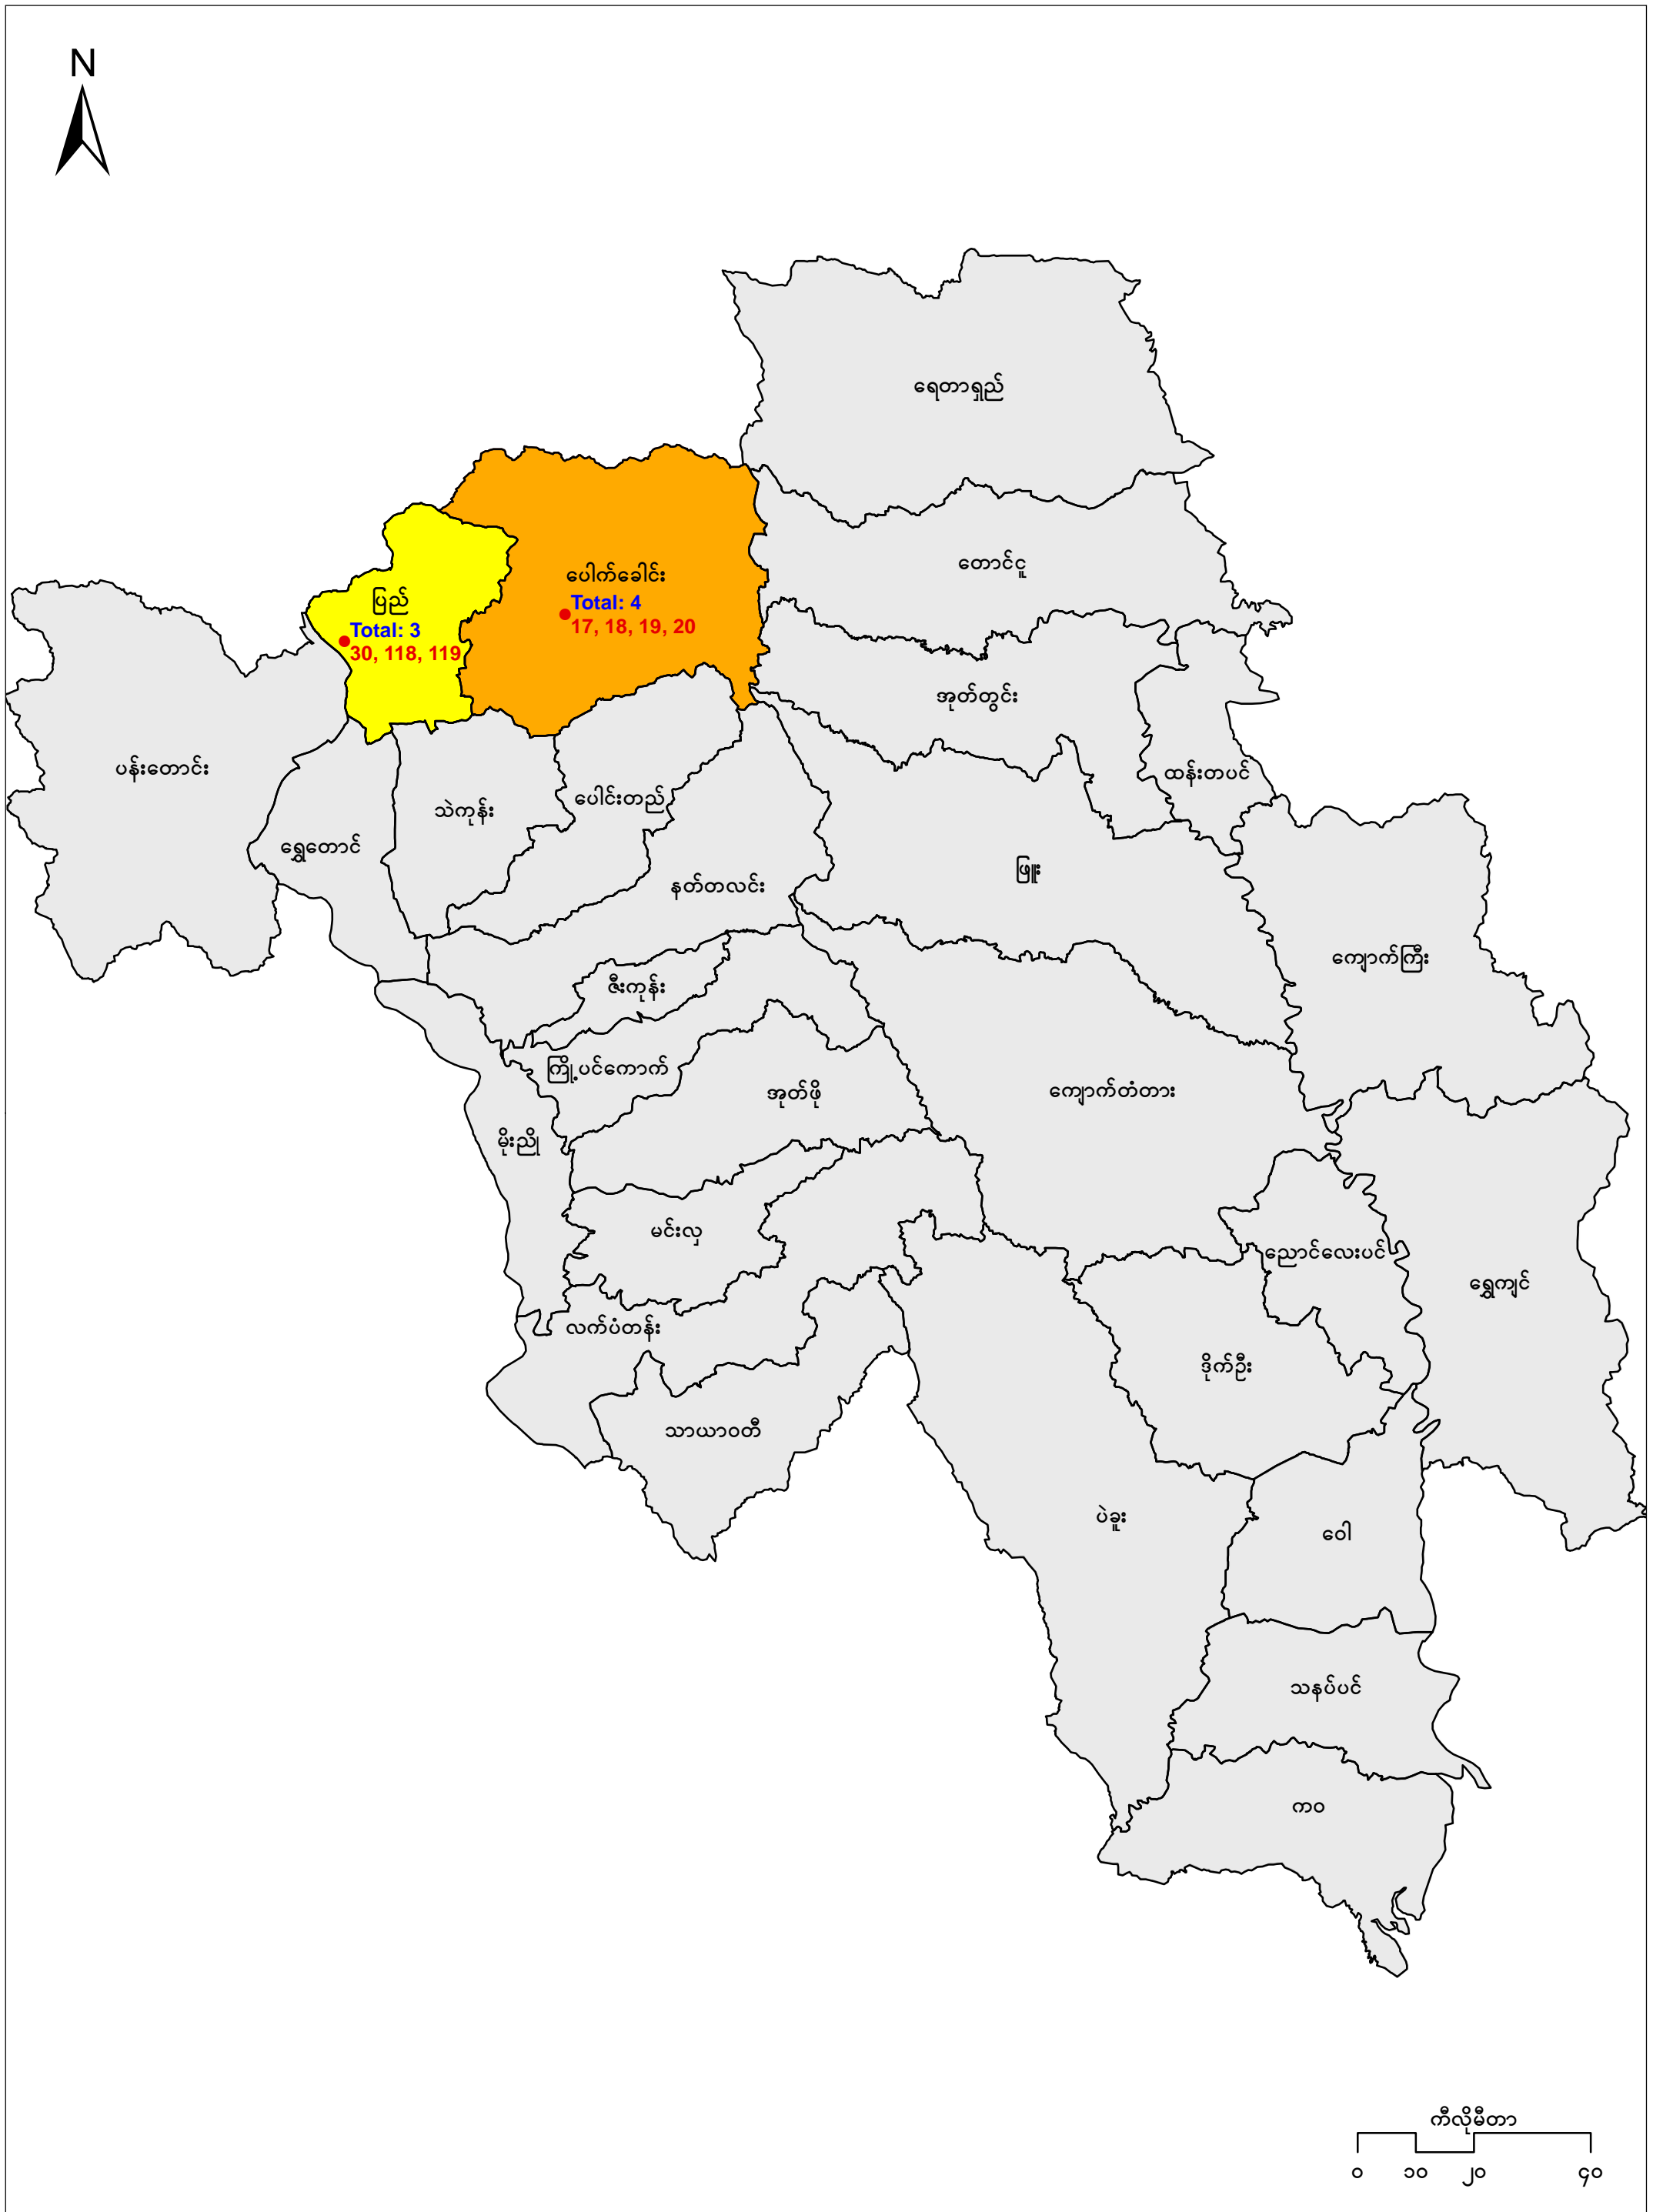 N
ရေတာရှည်
တောင်ငူ
ပေါက်ခေါင်း
Total: 4
17, 18, 19, 20
ပြည်
Total: 3
30, 118, 119
အုတ်တွင်း
ပန်းတောင်း
ထန်းတပင်
ပေါင်းတည်
သဲကုန်း
ရွှေတောင်
ဖြူး
နတ်တလင်း
ကျောက်ကြီး
ဇီးကုန်း
ကြို့ပင်ကောက်
အုတ်ဖို
ကျောက်တံတား
မိုးညို
မင်းလှ
ညောင်လေးပင်
ရွှေကျင်
လက်ပံတန်း
ဒိုက်ဦး
သာယာဝတီ
ပဲခူး
ဝေါ
သနပ်ပင်
ကဝ
ကီလိုမီတာ
၀ ၁၀ ၂၀ ၄၀